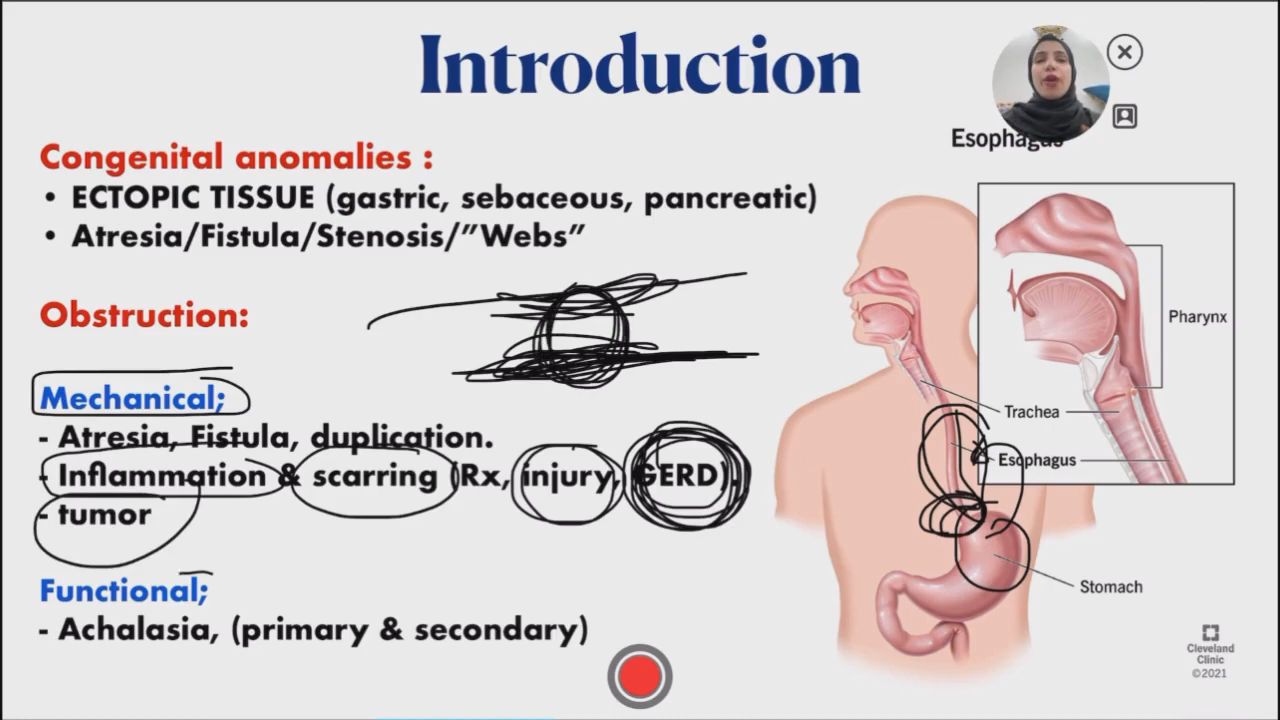 Introduction
Esophagus
Congenital anomalies :
• ECTOPIC TISSUE (gastric, sebaceous, pancreatic)
• Atresia/Fistula/Stenosis/"Webs"
Obstruction:
Mechanical;
- Atresia, Fistula, duplication.
- Inflammation & scarring (Rx, injury, GERD).
- tumor
Functional;
- Achalasia, (primary & secondary)
Pharynx
Trachea
Esophagus
Stomach
Cleveland
Clinic
©2021